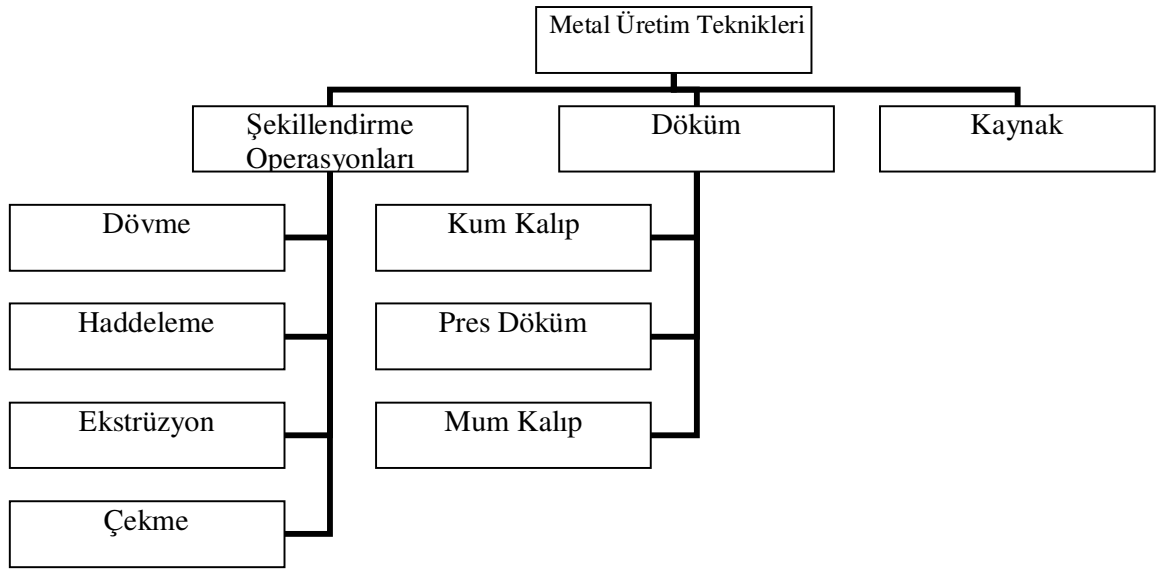 Metal Üretim Teknikleri
Şekillendirme
Operasyonları
Döküm
Kaynak
Dövme
Haddeleme
Ekstrüzyon
Çekme
Kum Kalıp
Pres Döküm
Mum Kalıp